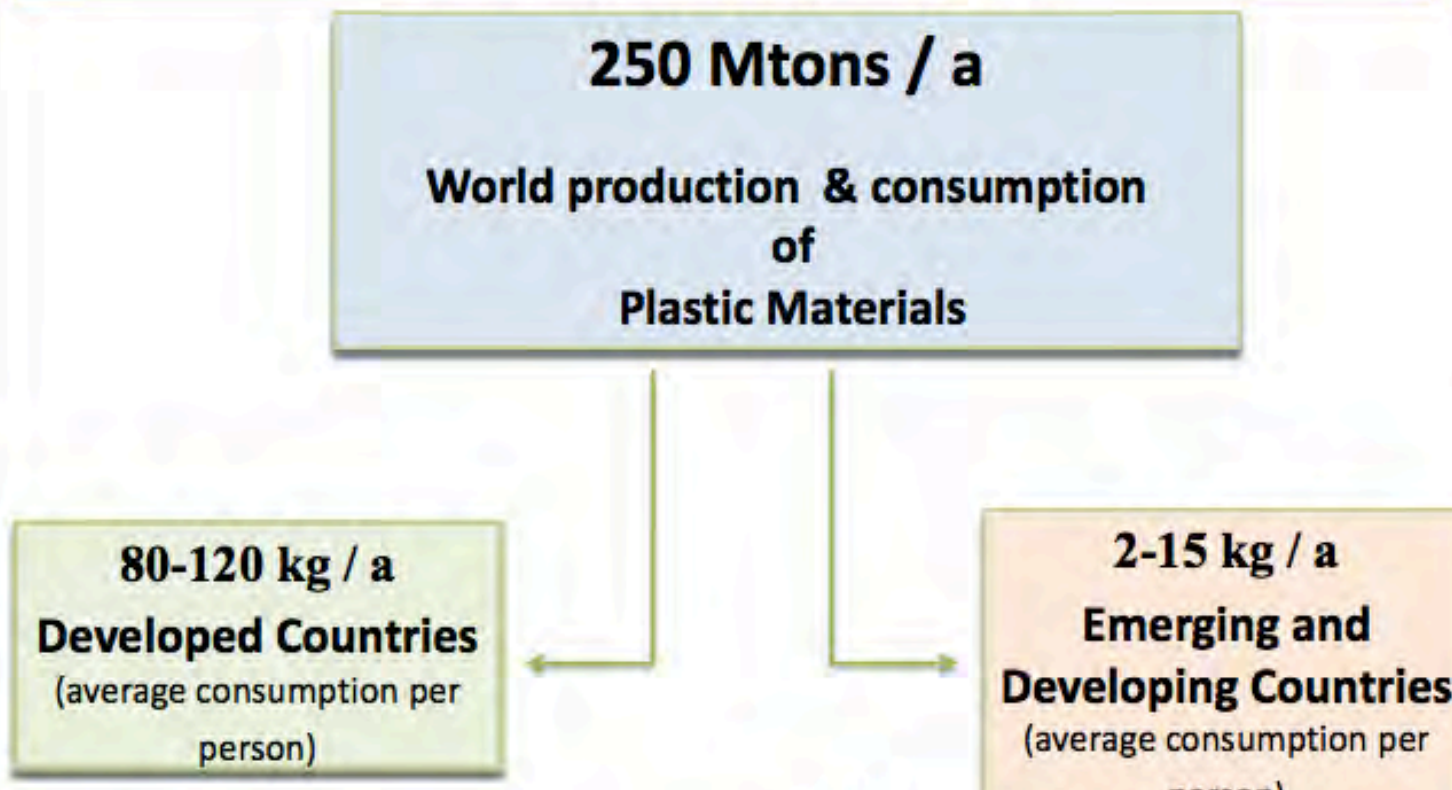 250 Mtons / a
World production & consumption
of
Plastic Materials
80-120 kg / a
Developed Countries
(average consumption per
person)
2-15 kg / a
Emerging and
Developing Countries
(average consumption per
person)